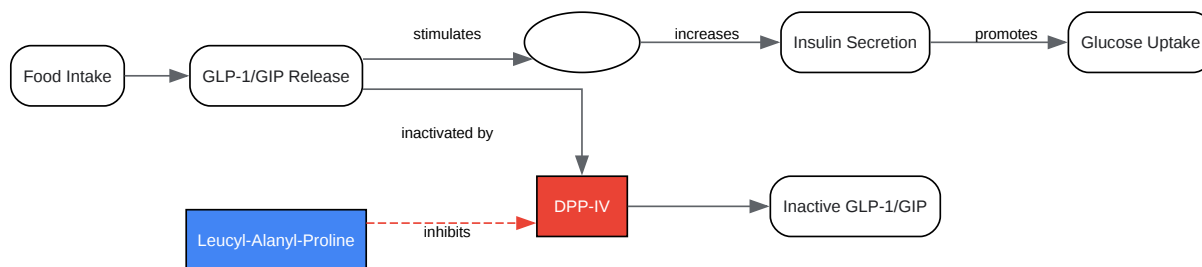 stimulates
increases
promotes
Food Intake
GLP-1/GIP Release
Insulin Secretion
Glucose Uptake
inactivated by
DPP-IV
Inactive GLP-1/GIP
Leucyl-Alanyl-Proline
inhibits